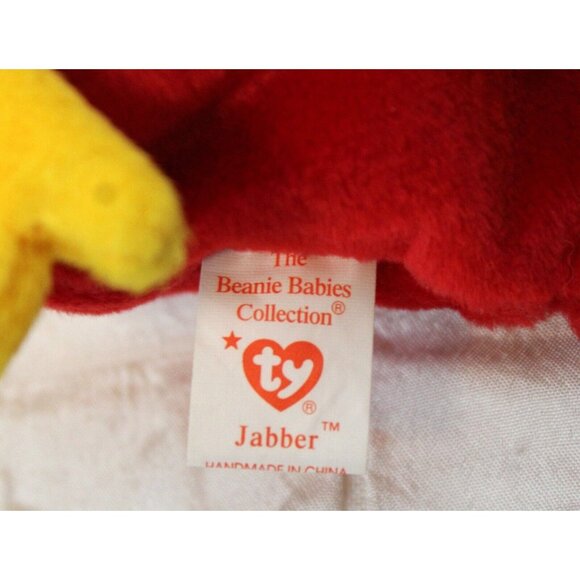 The
Beanie Babies
Collection®
ty®
Jabber™
HANDMADE IN CHINA